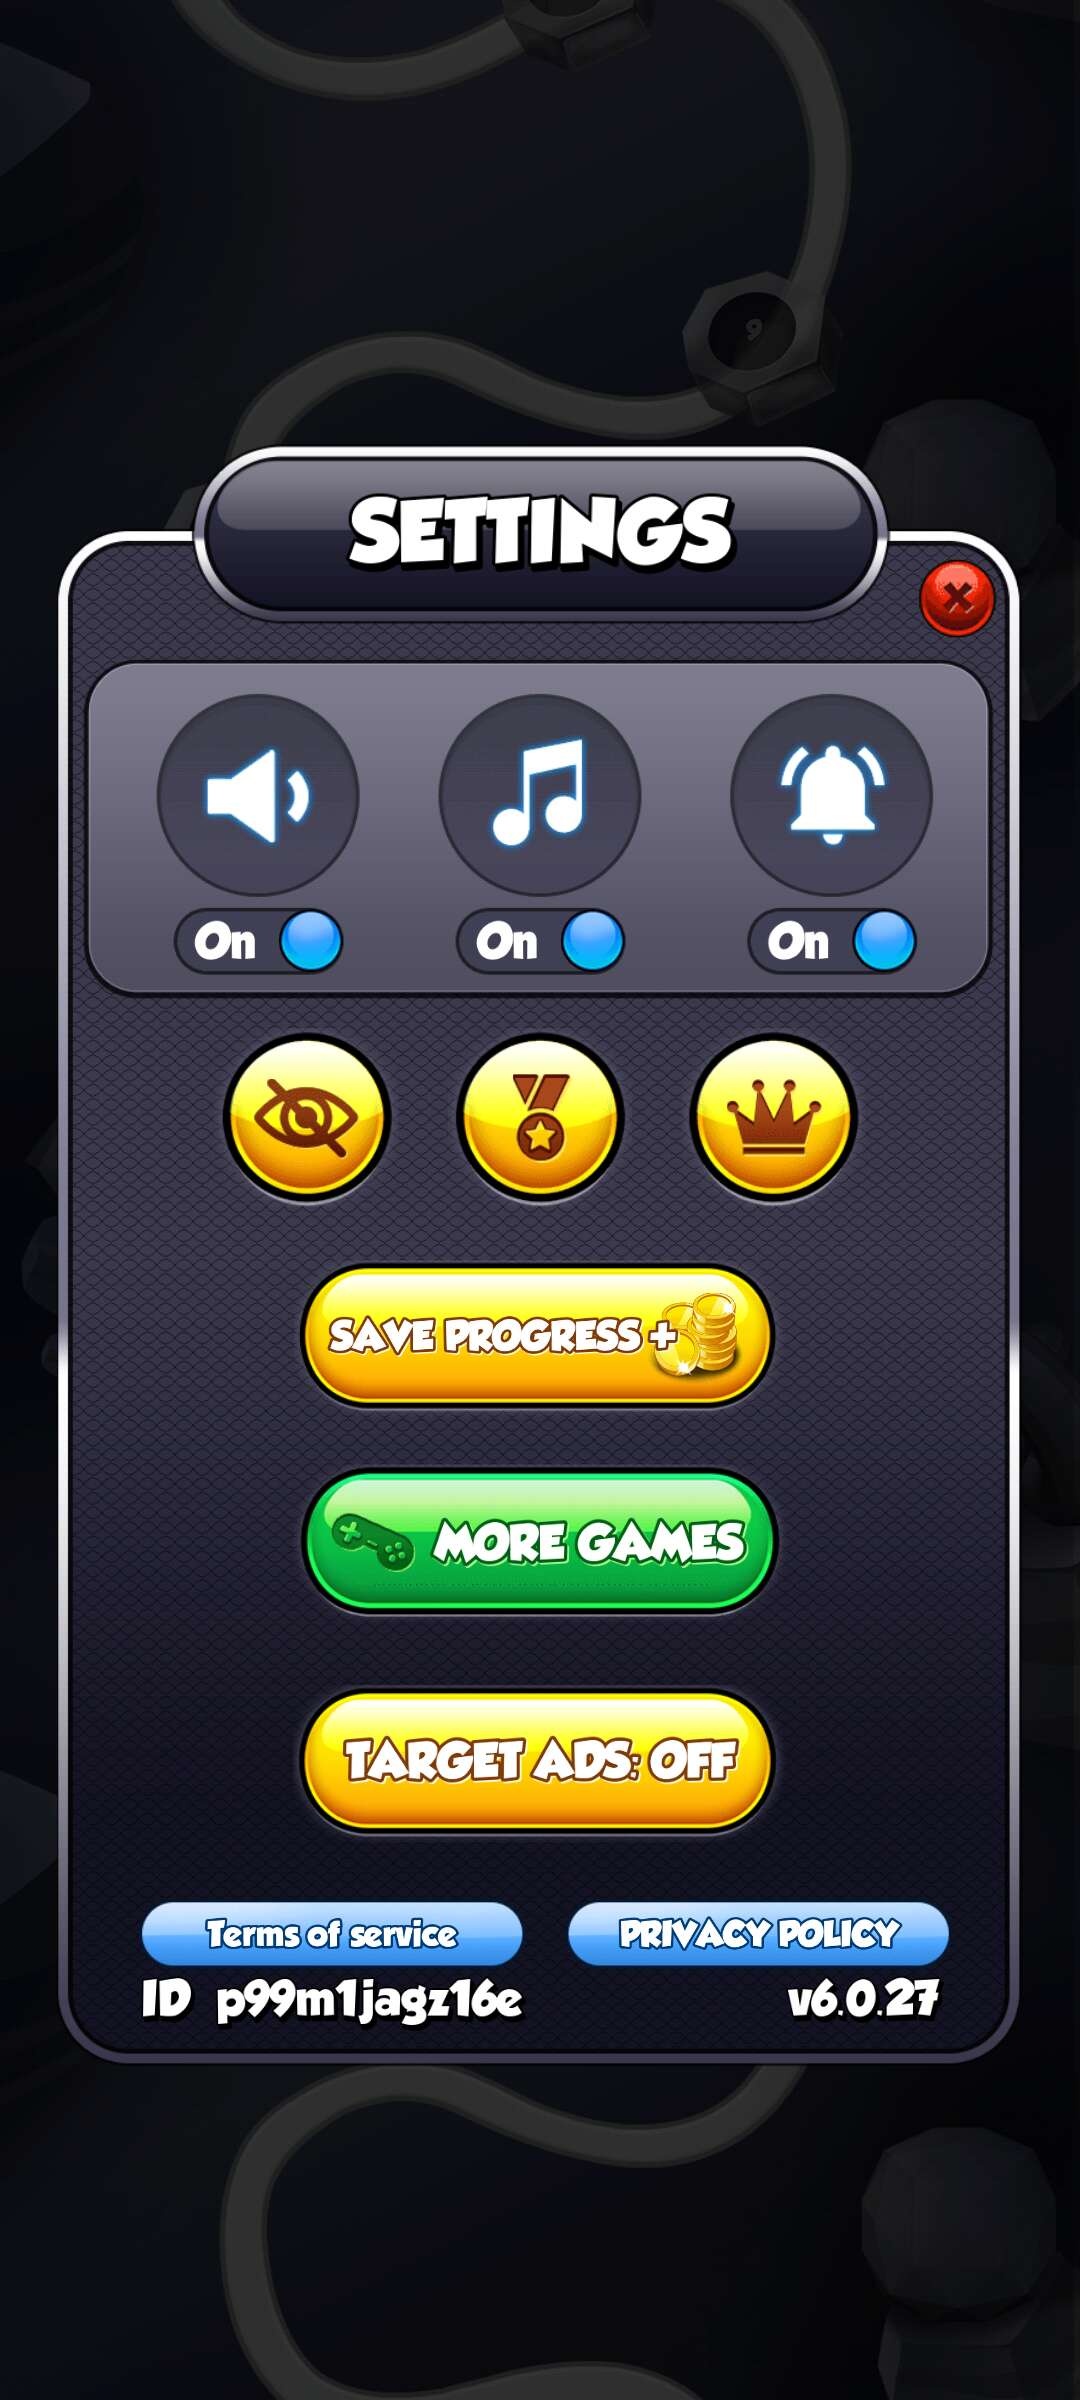 9
SETTINGS
On On On
SAVE PROGRESS +
MORE GAMES
TARGET ADS: OFF
Terms of service PRIVACY POLICY
ID p99m1jagz16e v6.0.27